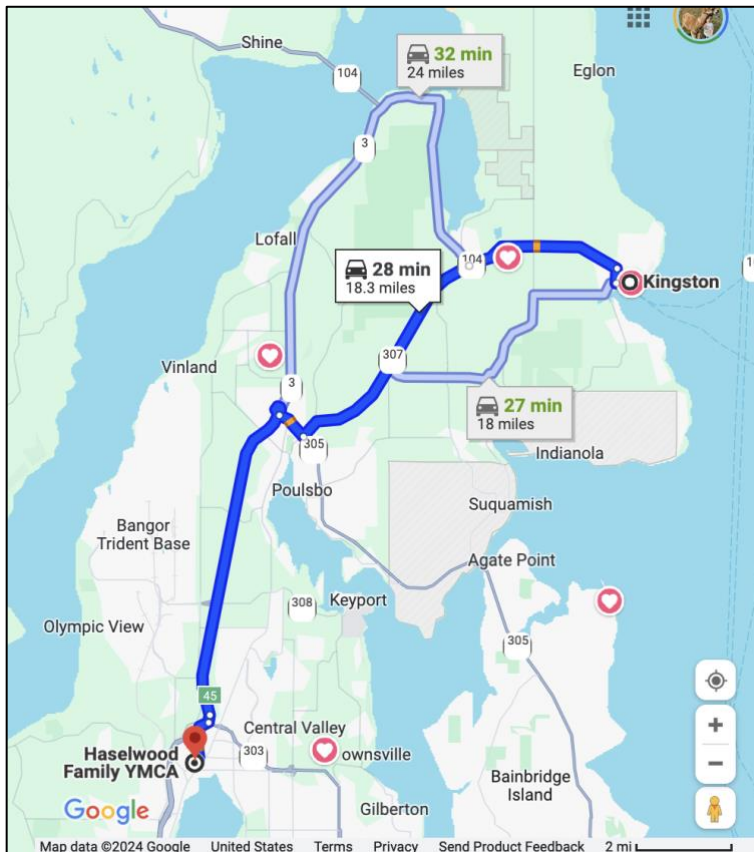 Shine
32 min
24 miles
Eglon
104
3
Lofall
28 min
18.3 miles
104
Kingston
307
Vinland
3
27 min
18 miles
305
Indianola
Poulsbo
Suquamish
Bangor
Trident Base
Agate Point
308
Keyport
Olympic View
305
45
Central Valley
Haselwood
Family YMCA
303
ownsville
Bainbridge
Island
Google
Gilberton
Map data ©2024 Google United States Terms Privacy Send Product Feedback 2 mi